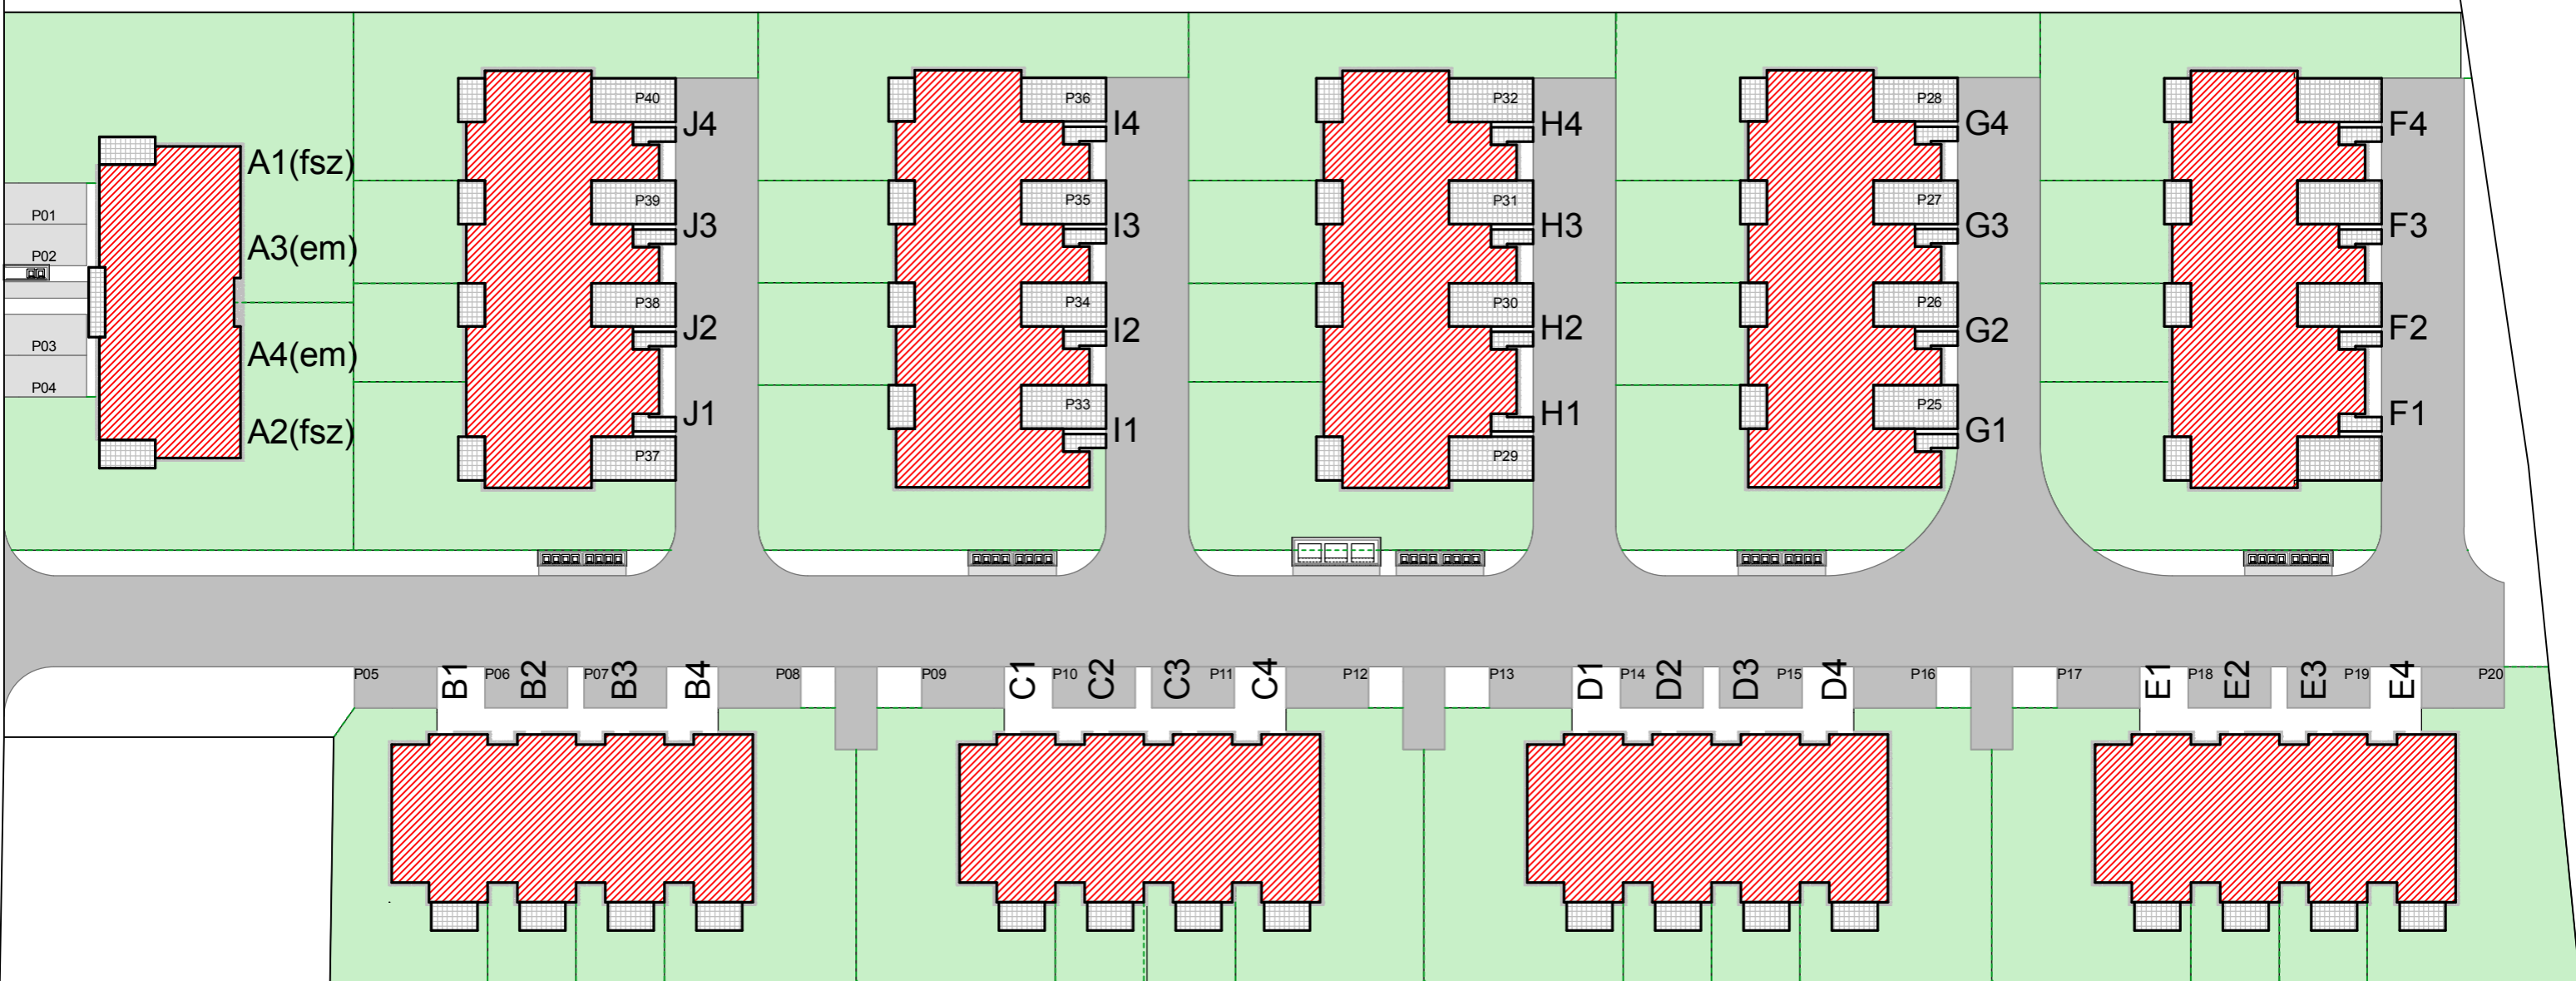 P40
J4
P36
I4
P32
H4
P28
G4
F4
A1(fsz)
P01
P39
J3
P35
I3
P31
H3
P27
G3
F3
P02
A3(em)
P38
J2
P34
I2
P30
H2
P26
G2
F2
P03
A4(em)
P04
A2(fsz)
J1
P37
P33
I1
H1
P29
P25
G1
F1
P05
B1
P06
B2
P07
B3
B4
P08
P09
C1
P10
C2
C3
P11
C4
P12
P13
D1
P14
D2
D3
P15
D4
P16
P17
E1
P18
E2
E3
P19
E4
P20